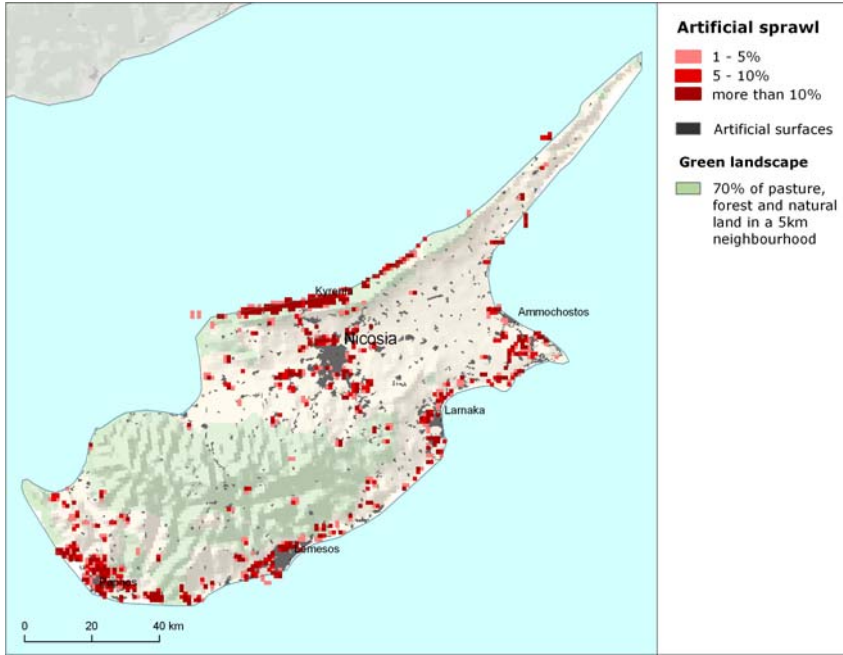 Artificial sprawl
1 - 5%
5 - 10%
more than 10%
Artificial surfaces
Green landscape
70% of pasture,
forest and natural
land in a 5km
neighbourhood
Kyrenia
Nicosia
Ammochostos
Larnaka
Lemesos
Paphos
0 20 40 km